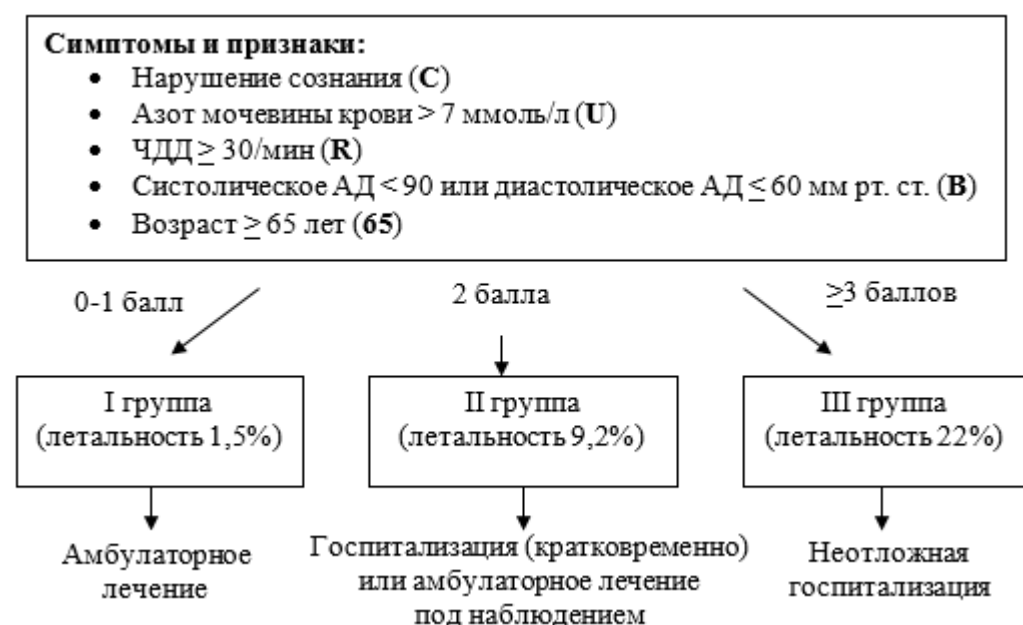 Симптомы и признаки:
• Нарушение сознания (C)
• Азот мочевины крови > 7 ммоль/л (U)
• ЧДД ≥ 30/мин (R)
• Систолическое АД < 90 или диастолическое АД ≤ 60 мм рт. ст. (B)
• Возраст ≥ 65 лет (65)
0-1 балл
2 балла
≥3 баллов
I группа
(летальность 1,5%)
II группа
(летальность 9,2%)
III группа
(летальность 22%)
Амбулаторное
лечение
Госпитализация (кратковременно)
или амбулаторное лечение
под наблюдением
Неотложная
госпитализация